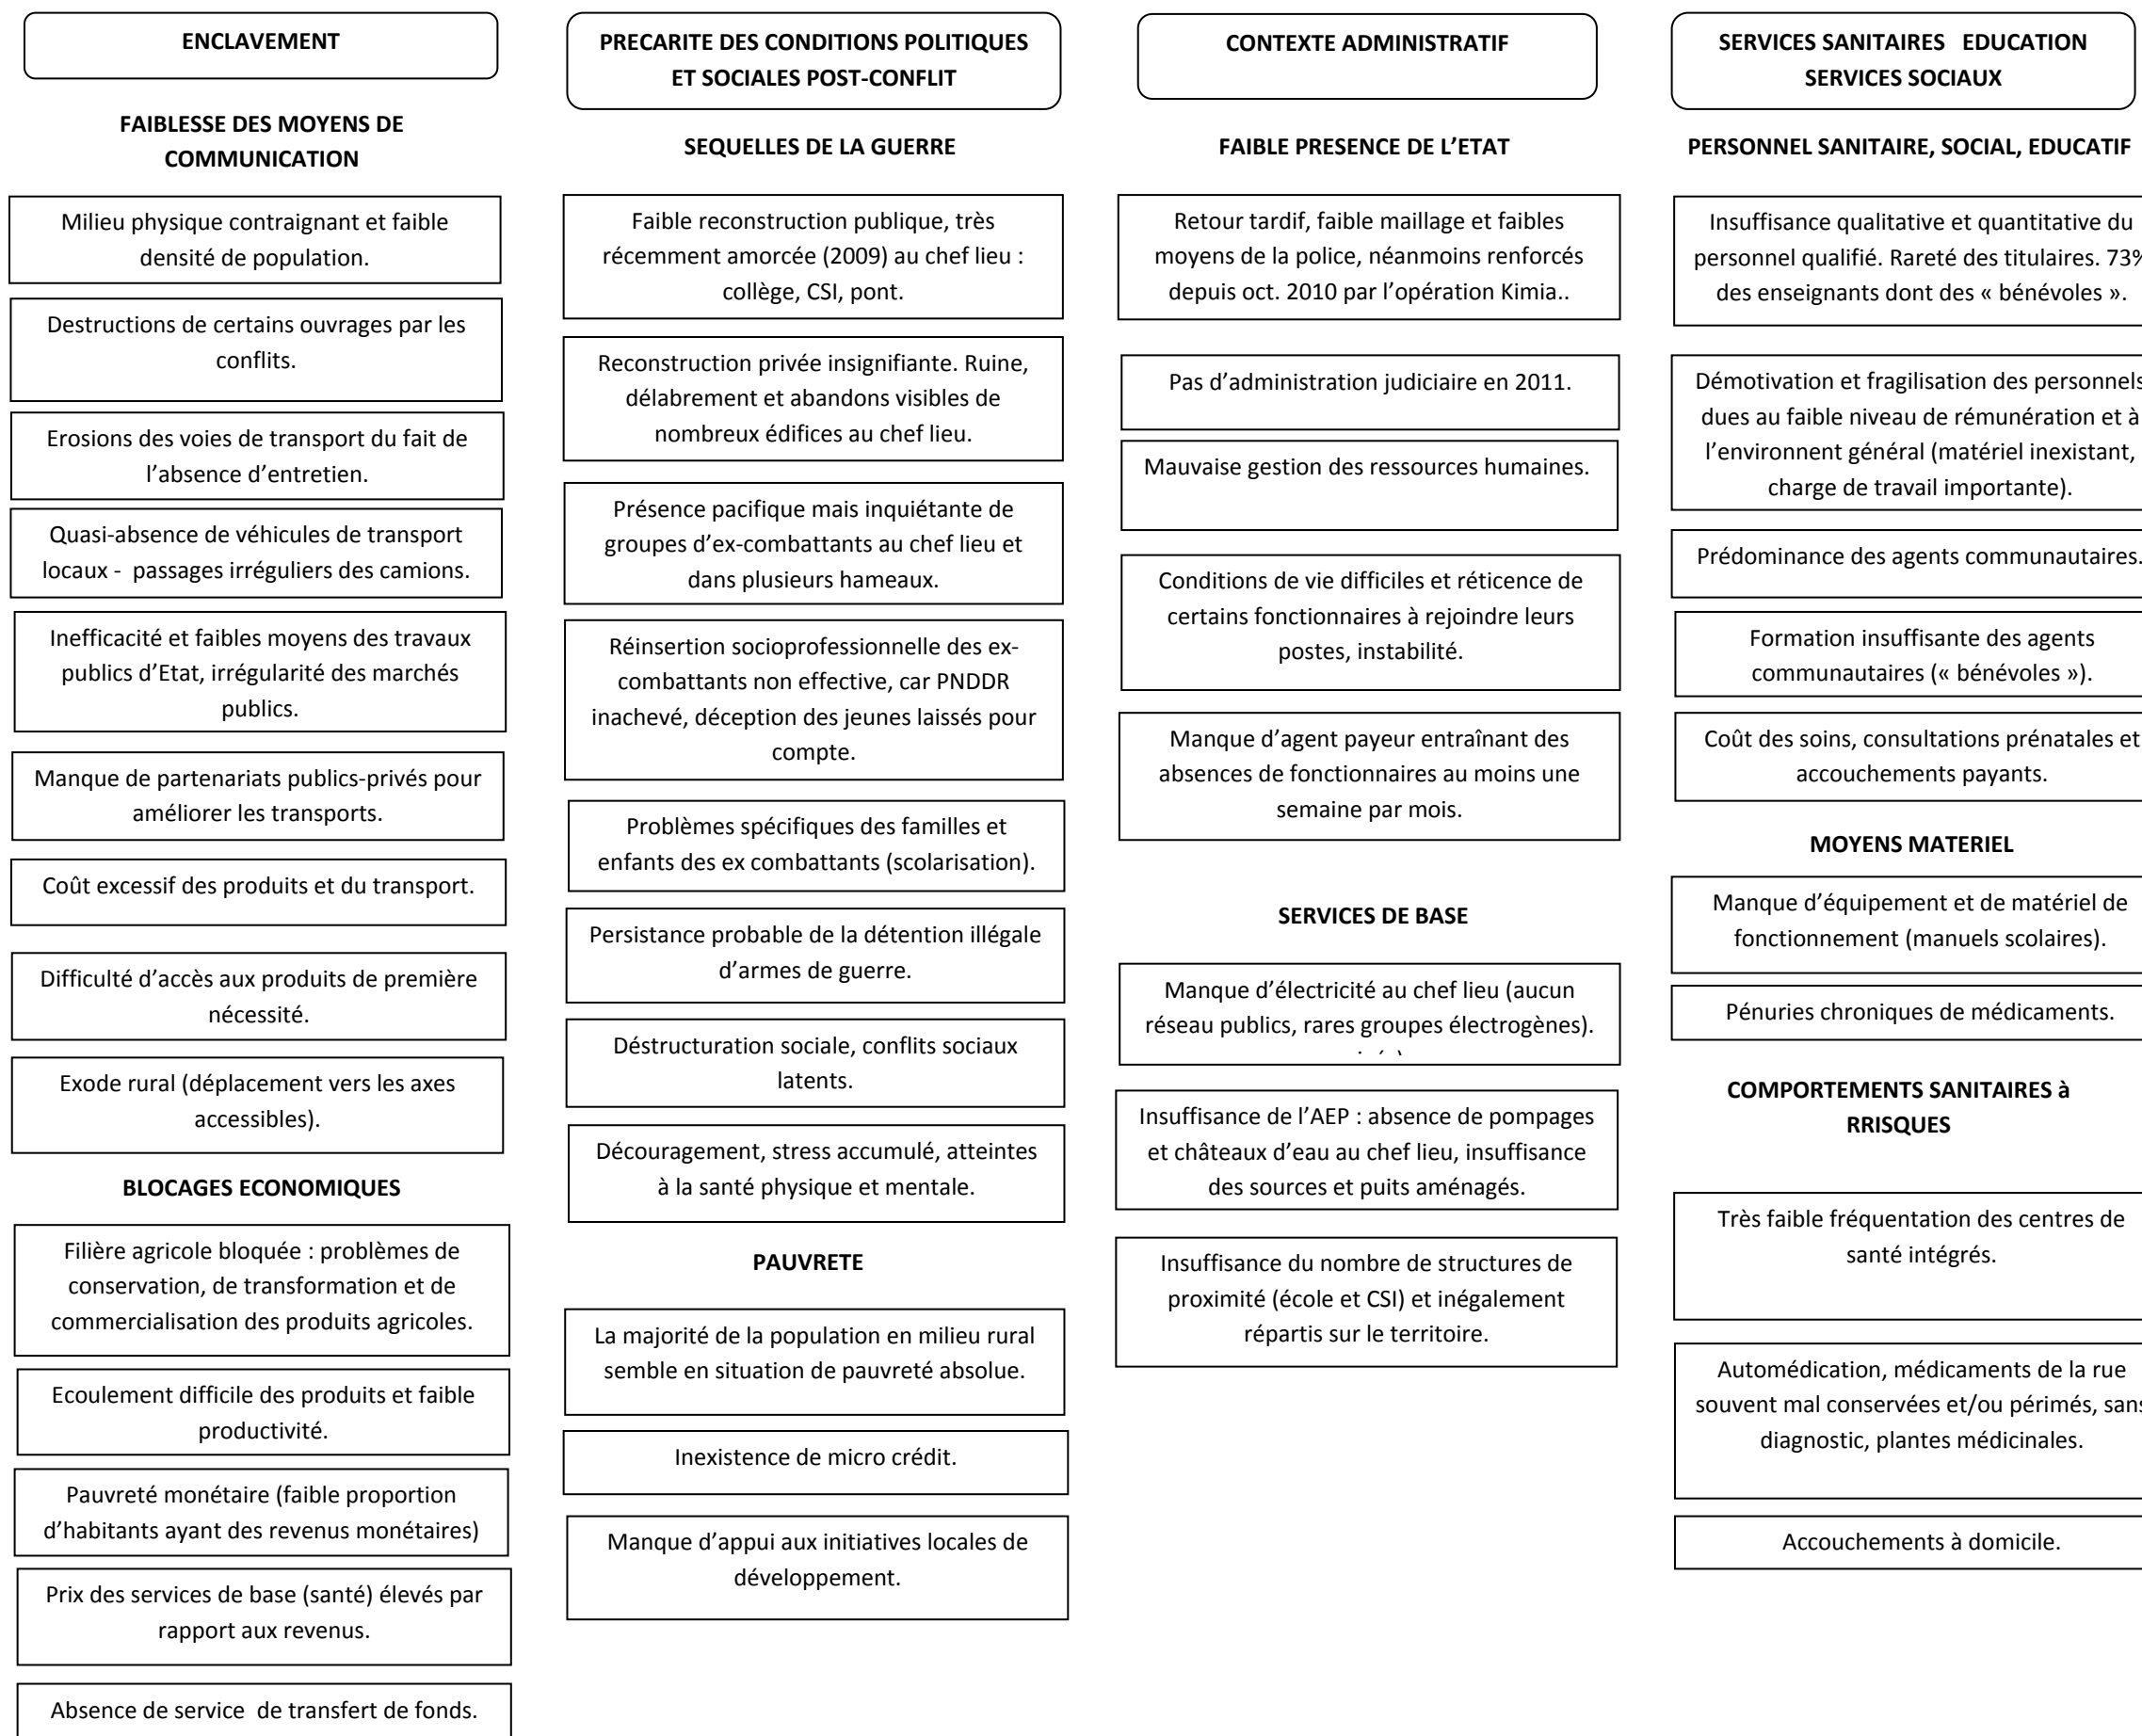 ENCLAVEMENT
FAIBLESSE DES MOYENS DE
COMMUNICATION
Milieu physique contraignant et faible
densité de population.
Destructions de certains ouvrages par les
conflits.
Erosions des voies de transport du fait de
l’absence d’entretien.
Quasi-absence de véhicules de transport
locaux - passages irréguliers des camions.
Inefficacité et faibles moyens des travaux
publics d’Etat, irrégularité des marchés
publics.
Manque de partenariats publics-privés pour
améliorer les transports.
Coût excessif des produits et du transport.
Difficulté d’accès aux produits de première
nécessité.
Exode rural (déplacement vers les axes
accessibles).
BLOCAGES ECONOMIQUES
Filière agricole bloquée : problèmes de
conservation, de transformation et de
commercialisation des produits agricoles.
Ecoulement difficile des produits et faible
productivité.
Pauvreté monétaire (faible proportion
d’habitants ayant des revenus monétaires)
Prix des services de base (santé) élevés par
rapport aux revenus.
Absence de service de transfert de fonds.
PRECARITE DES CONDITIONS POLITIQUES
ET SOCIALES POST-CONFLIT
SEQUELLES DE LA GUERRE
Faible reconstruction publique, très
récemment amorcée (2009) au chef lieu :
collège, CSI, pont.
Reconstruction privée insignifiante. Ruine,
délabrement et abandons visibles de
nombreux édifices au chef lieu.
Présence pacifique mais inquiétante de
groupes d’ex-combattants au chef lieu et
dans plusieurs hameaux.
Réinsertion socioprofessionnelle des ex-
combattants non effective, car PNDDR
inachevé, déception des jeunes laissés pour
compte.
Problèmes spécifiques des familles et
enfants des ex combattants (scolarisation).
Persistance probable de la détention illégale
d’armes de guerre.
Déstructuration sociale, conflits sociaux
latents.
Découragement, stress accumulé, atteintes
à la santé physique et mentale.
PAUVRETE
La majorité de la population en milieu rural
semble en situation de pauvreté absolue.
Inexistence de micro crédit.
Manque d’appui aux initiatives locales de
développement.
CONTEXTE ADMINISTRATIF
FAIBLE PRESENCE DE L’ETAT
Retour tardif, faible maillage et faibles
moyens de la police, néanmoins renforcés
depuis oct. 2010 par l’opération Kimia..
Pas d’administration judiciaire en 2011.
Mauvaise gestion des ressources humaines.
Conditions de vie difficiles et réticence de
certains fonctionnaires à rejoindre leurs
postes, instabilité.
Manque d’agent payeur entraînant des
absences de fonctionnaires au moins une
semaine par mois.
SERVICES DE BASE
Manque d’électricité au chef lieu (aucun
réseau publics, rares groupes électrogènes).
Insuffisance de l’AEP : absence de pompages
et châteaux d’eau au chef lieu, insuffisance
des sources et puits aménagés.
Insuffisance du nombre de structures de
proximité (école et CSI) et inégalement
répartis sur le territoire.
SERVICES SANITAIRES EDUCATION
SERVICES SOCIAUX
PERSONNEL SANITAIRE, SOCIAL, EDUCATIF
Insuffisance qualitative et quantitative du
personnel qualifié. Rareté des titulaires. 73%
des enseignants dont des « bénévoles ».
Démotivation et fragilisation des personnels
dues au faible niveau de rémunération et à
l’environnent général (matériel inexistant,
charge de travail importante).
Prédominance des agents communautaires.
Formation insuffisante des agents
communautaires (« bénévoles »).
Coût des soins, consultations prénatales et
accouchements payants.
MOYENS MATERIEL
Manque d’équipement et de matériel de
fonctionnement (manuels scolaires).
Pénuries chroniques de médicaments.
COMPORTEMENTS SANITAIRES à
RRISQUES
Très faible fréquentation des centres de
santé intégrés.
Automédication, médicaments de la rue
souvent mal conservées et/ou périmés, sans
diagnostic, plantes médicinales.
Accouchements à domicile.